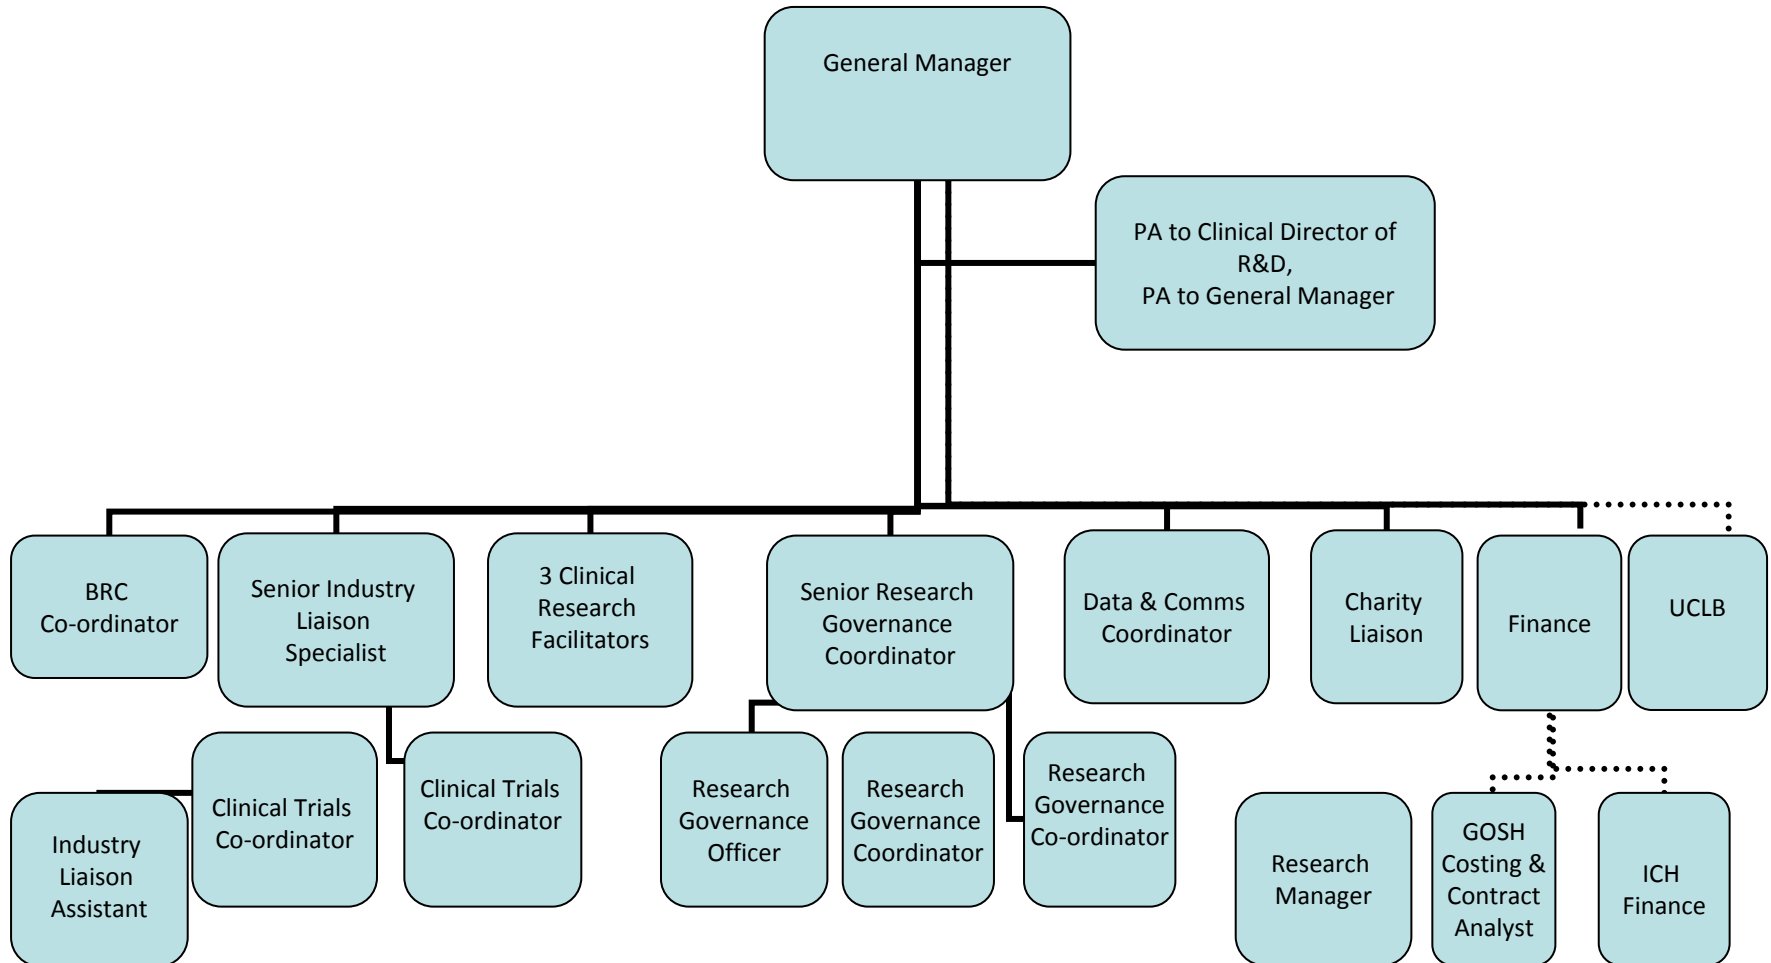 General Manager
PA to Clinical Director of
R&D,
PA to General Manager
BRC
Co-ordinator
Senior Industry
Liaison
Specialist
3 Clinical
Research
Facilitators
Senior Research
Governance
Coordinator
Data & Comms
Coordinator
Charity
Liaison
Finance
UCLB
Industry
Liaison
Assistant
Clinical Trials
Co-ordinator
Clinical Trials
Co-ordinator
Research
Governance
Officer
Research
Governance
Coordinator
Research
Governance
Co-ordinator
Research
Manager
GOSH
Costing &
Contract
Analyst
ICH
Finance